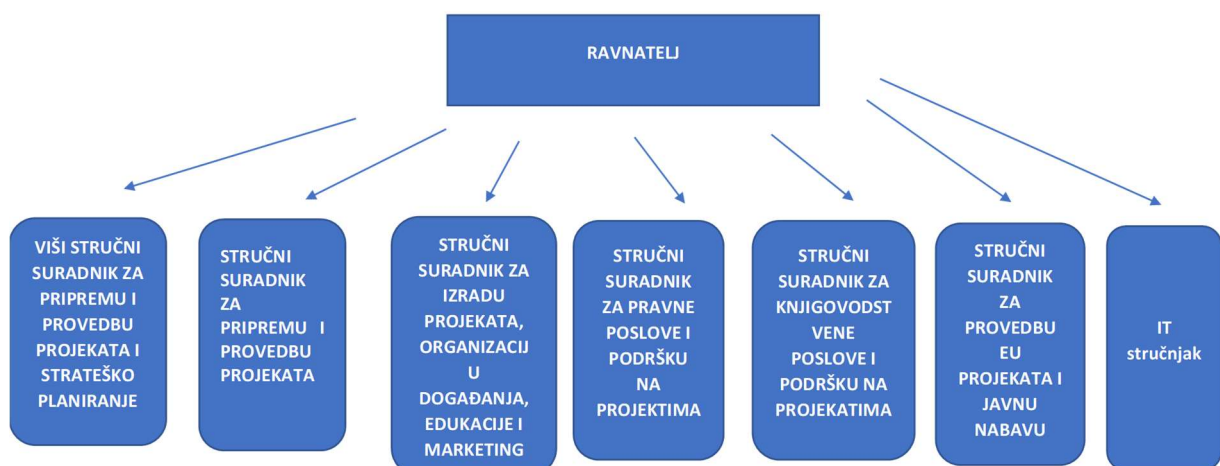 RAVNATELJ
VIŠI STRUČNI
SURADNIK ZA
PRIPREMU I
PROVEDBU
PROJEKATA I
STRATEŠKO
PLANIRANJE
STRUČNI
SURADNIK
ZA
PRIPREMU I
PROVEDBU
PROJEKATA
STRUČNI
SURADNIK ZA
IZRADU
PROJEKATA,
ORGANIZACIJ
U
DOGAĐANJA,
EDUKACIJE I
MARKETING
STRUČNI
SURADNIK
ZA PRAVNE
POSLOVE I
PODRŠKU
NA
PROJEKTIMA
STRUČNI
SURADNIK ZA
KNJIGOVODST
VENE
POSLOVE I
PODRŠKU NA
PROJEKATIMA
STRUČNI
SURADNIK
ZA
PROVEDBU
EU
PROJEKATA I
JAVNU
NABAVU
IT
stručnjak